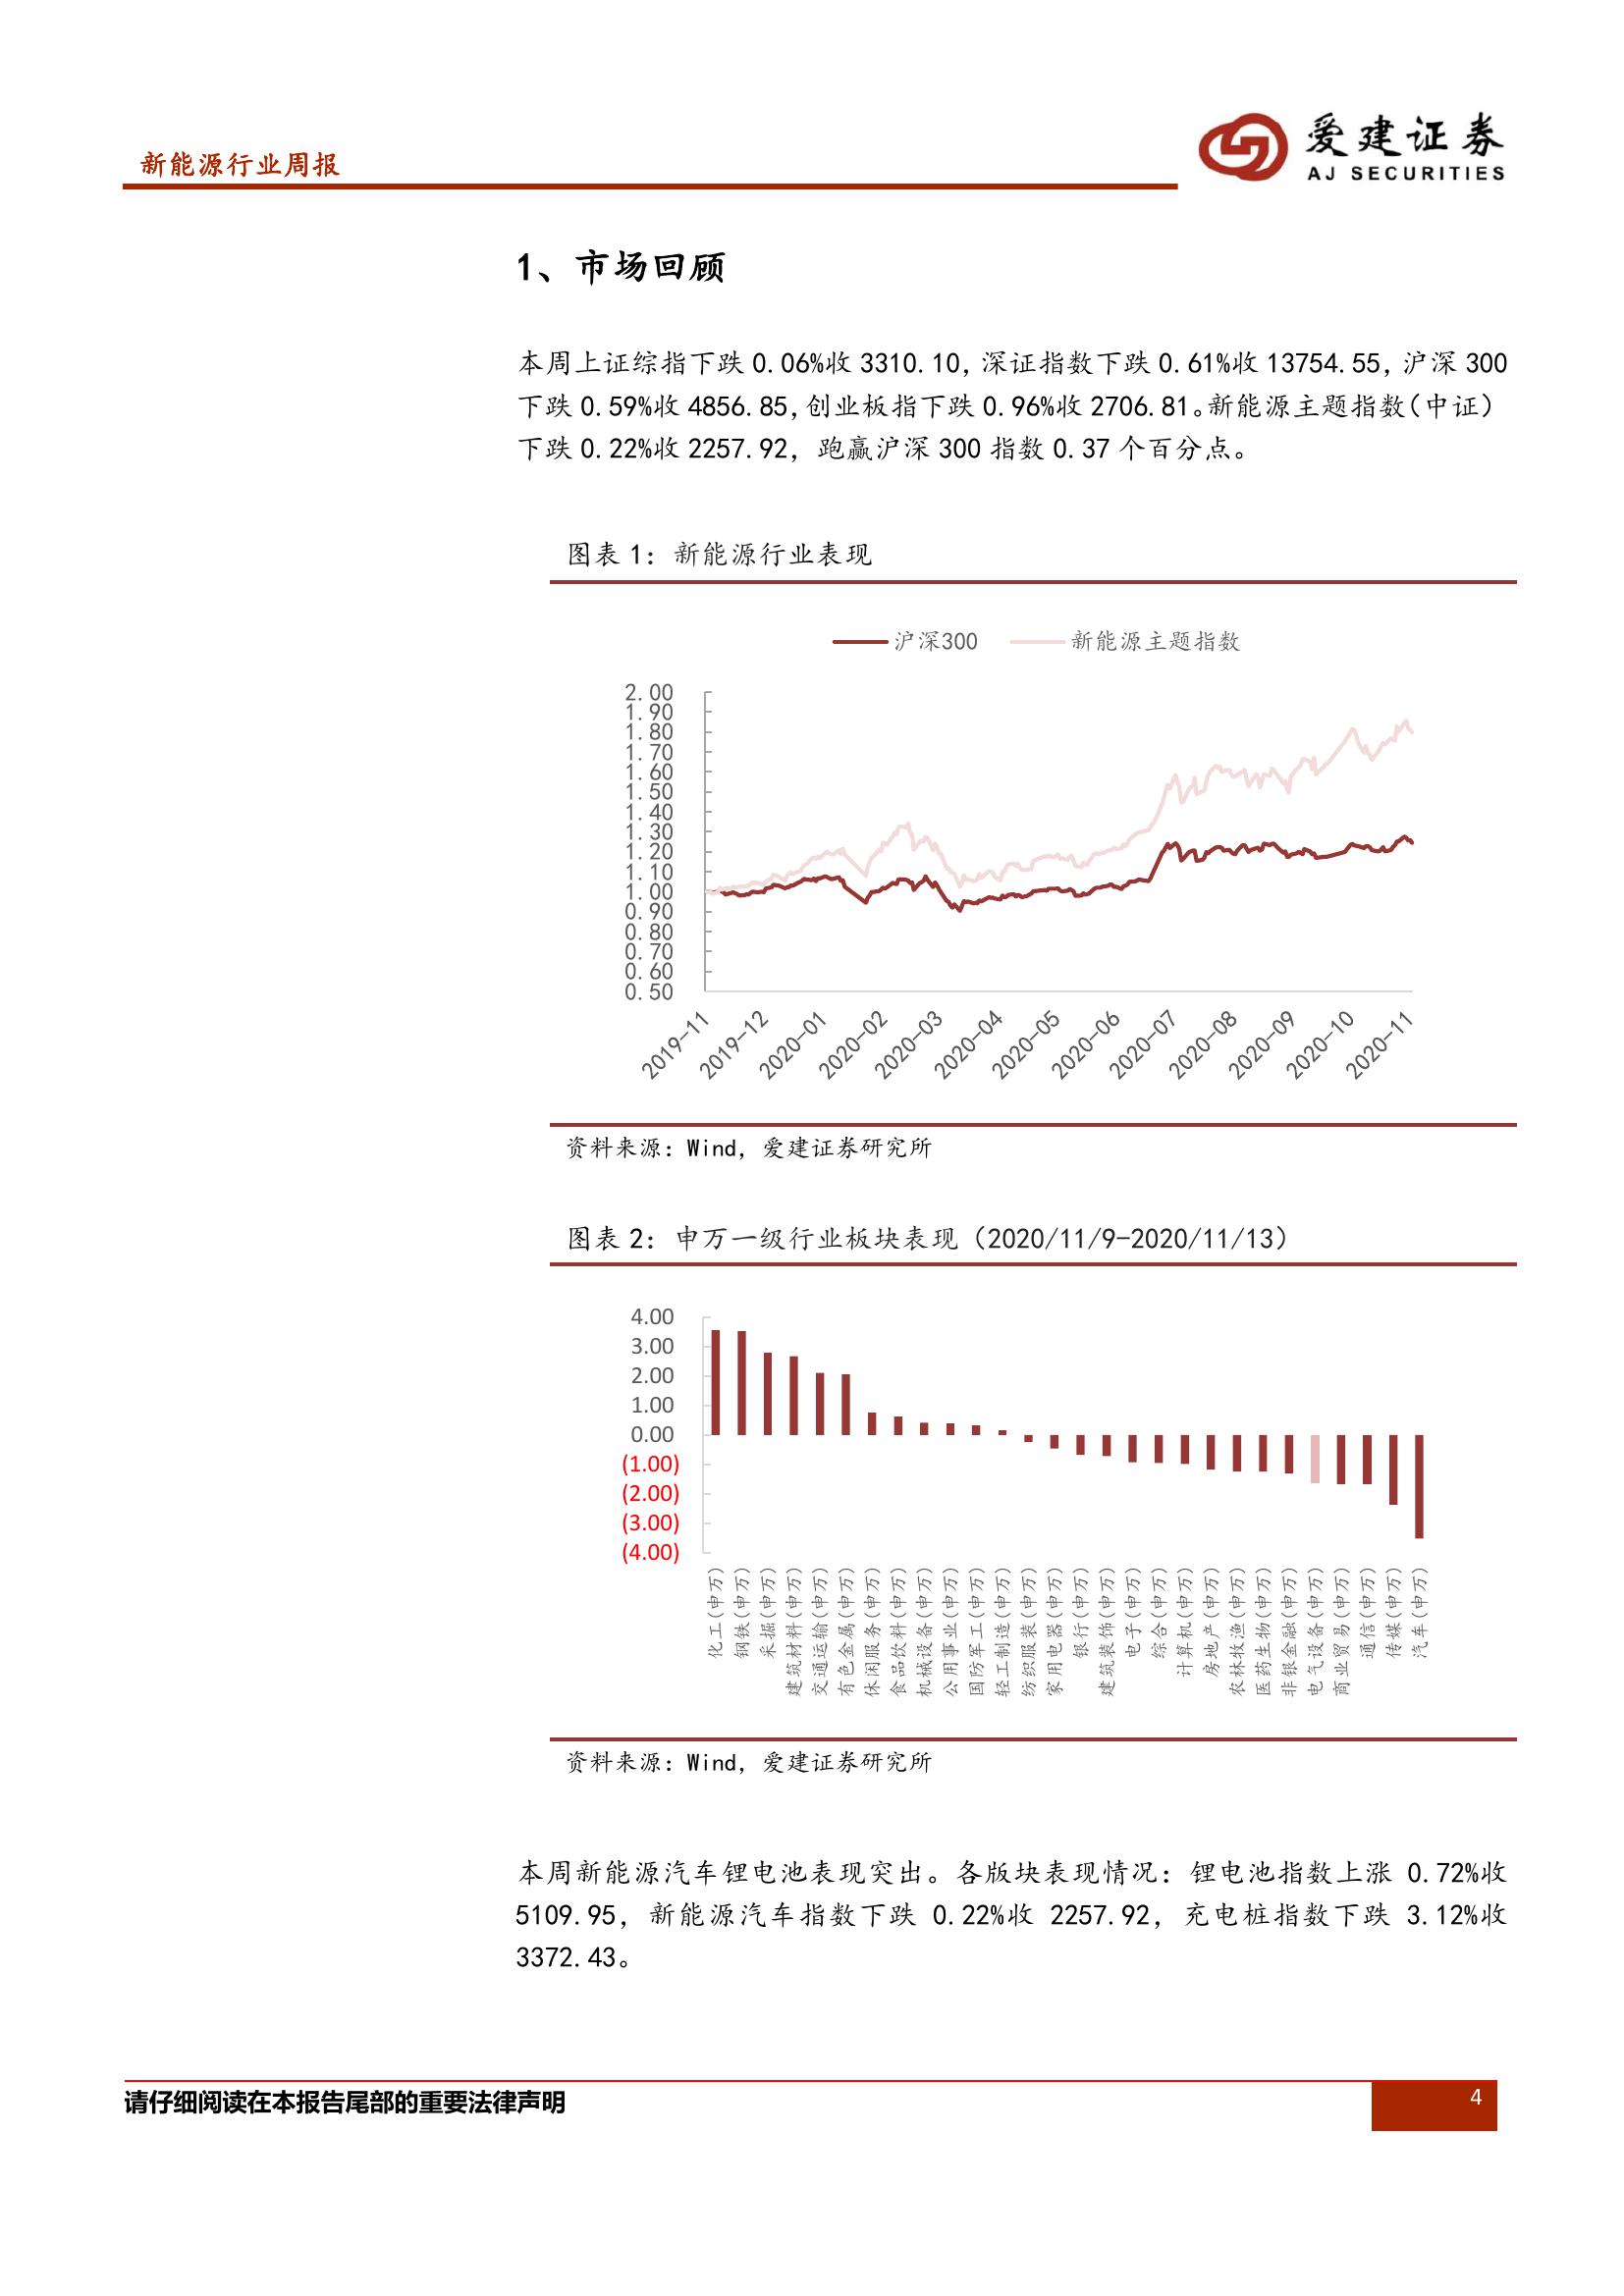 新能源行业周报
爱建证券
AJ SECURITIES
1、市场回顾
本周上证综指下跌 0.06%收 3310.10,深证指数下跌 0.61%收 13754.55,沪深 300
下跌 0.59%收 4856.85,创业板指下跌 0.96%收 2706.81。新能源主题指数(中证)
下跌 0.22%收 2257.92, 跑赢沪深 300 指数 0.37 个百分点。
图表 1: 新能源行业表现
沪深300 新能源主题指数
2.00
1.90
1.80
1.70
1.60
1.50
1.40
1.30
1.20
1.10
1.00
0.90
0.80
0.70
0.60
0.50
2019-11
2019-12
2020-01
2020-02
2020-03
2020-04
2020-05
2020-06
2020-07
2020-08
2020-09
2020-10
2020-11
资料来源: Wind, 爱建证券研究所
图表 2: 申万一级行业板块表现（2020/11/9-2020/11/13）
4.00
3.00
2.00
1.00
0.00
(1.00)
(2.00)
(3.00)
(4.00)
化工(申万)
钢铁(申万)
采掘(申万)
建筑材料(申万)
交通运输(申万)
有色金属(申万)
休闲服务(申万)
食品饮料(申万)
机械设备(申万)
公用事业(申万)
国防军工(申万)
轻工制造(申万)
纺织服装(申万)
家用电器(申万)
银行(申万)
建筑装饰(申万)
电子(申万)
综合(申万)
计算机(申万)
房地产(申万)
农林牧渔(申万)
医药生物(申万)
非银金融(申万)
电气设备(申万)
商业贸易(申万)
通信(申万)
传媒(申万)
汽车(申万)
资料来源: Wind, 爱建证券研究所
本周新能源汽车锂电池表现突出。各版块表现情况: 锂电池指数上涨 0.72%收
5109.95, 新能源汽车指数下跌 0.22%收 2257.92, 充电桩指数下跌 3.12%收
3372.43。
请仔细阅读在本报告尾部的重要法律声明
4